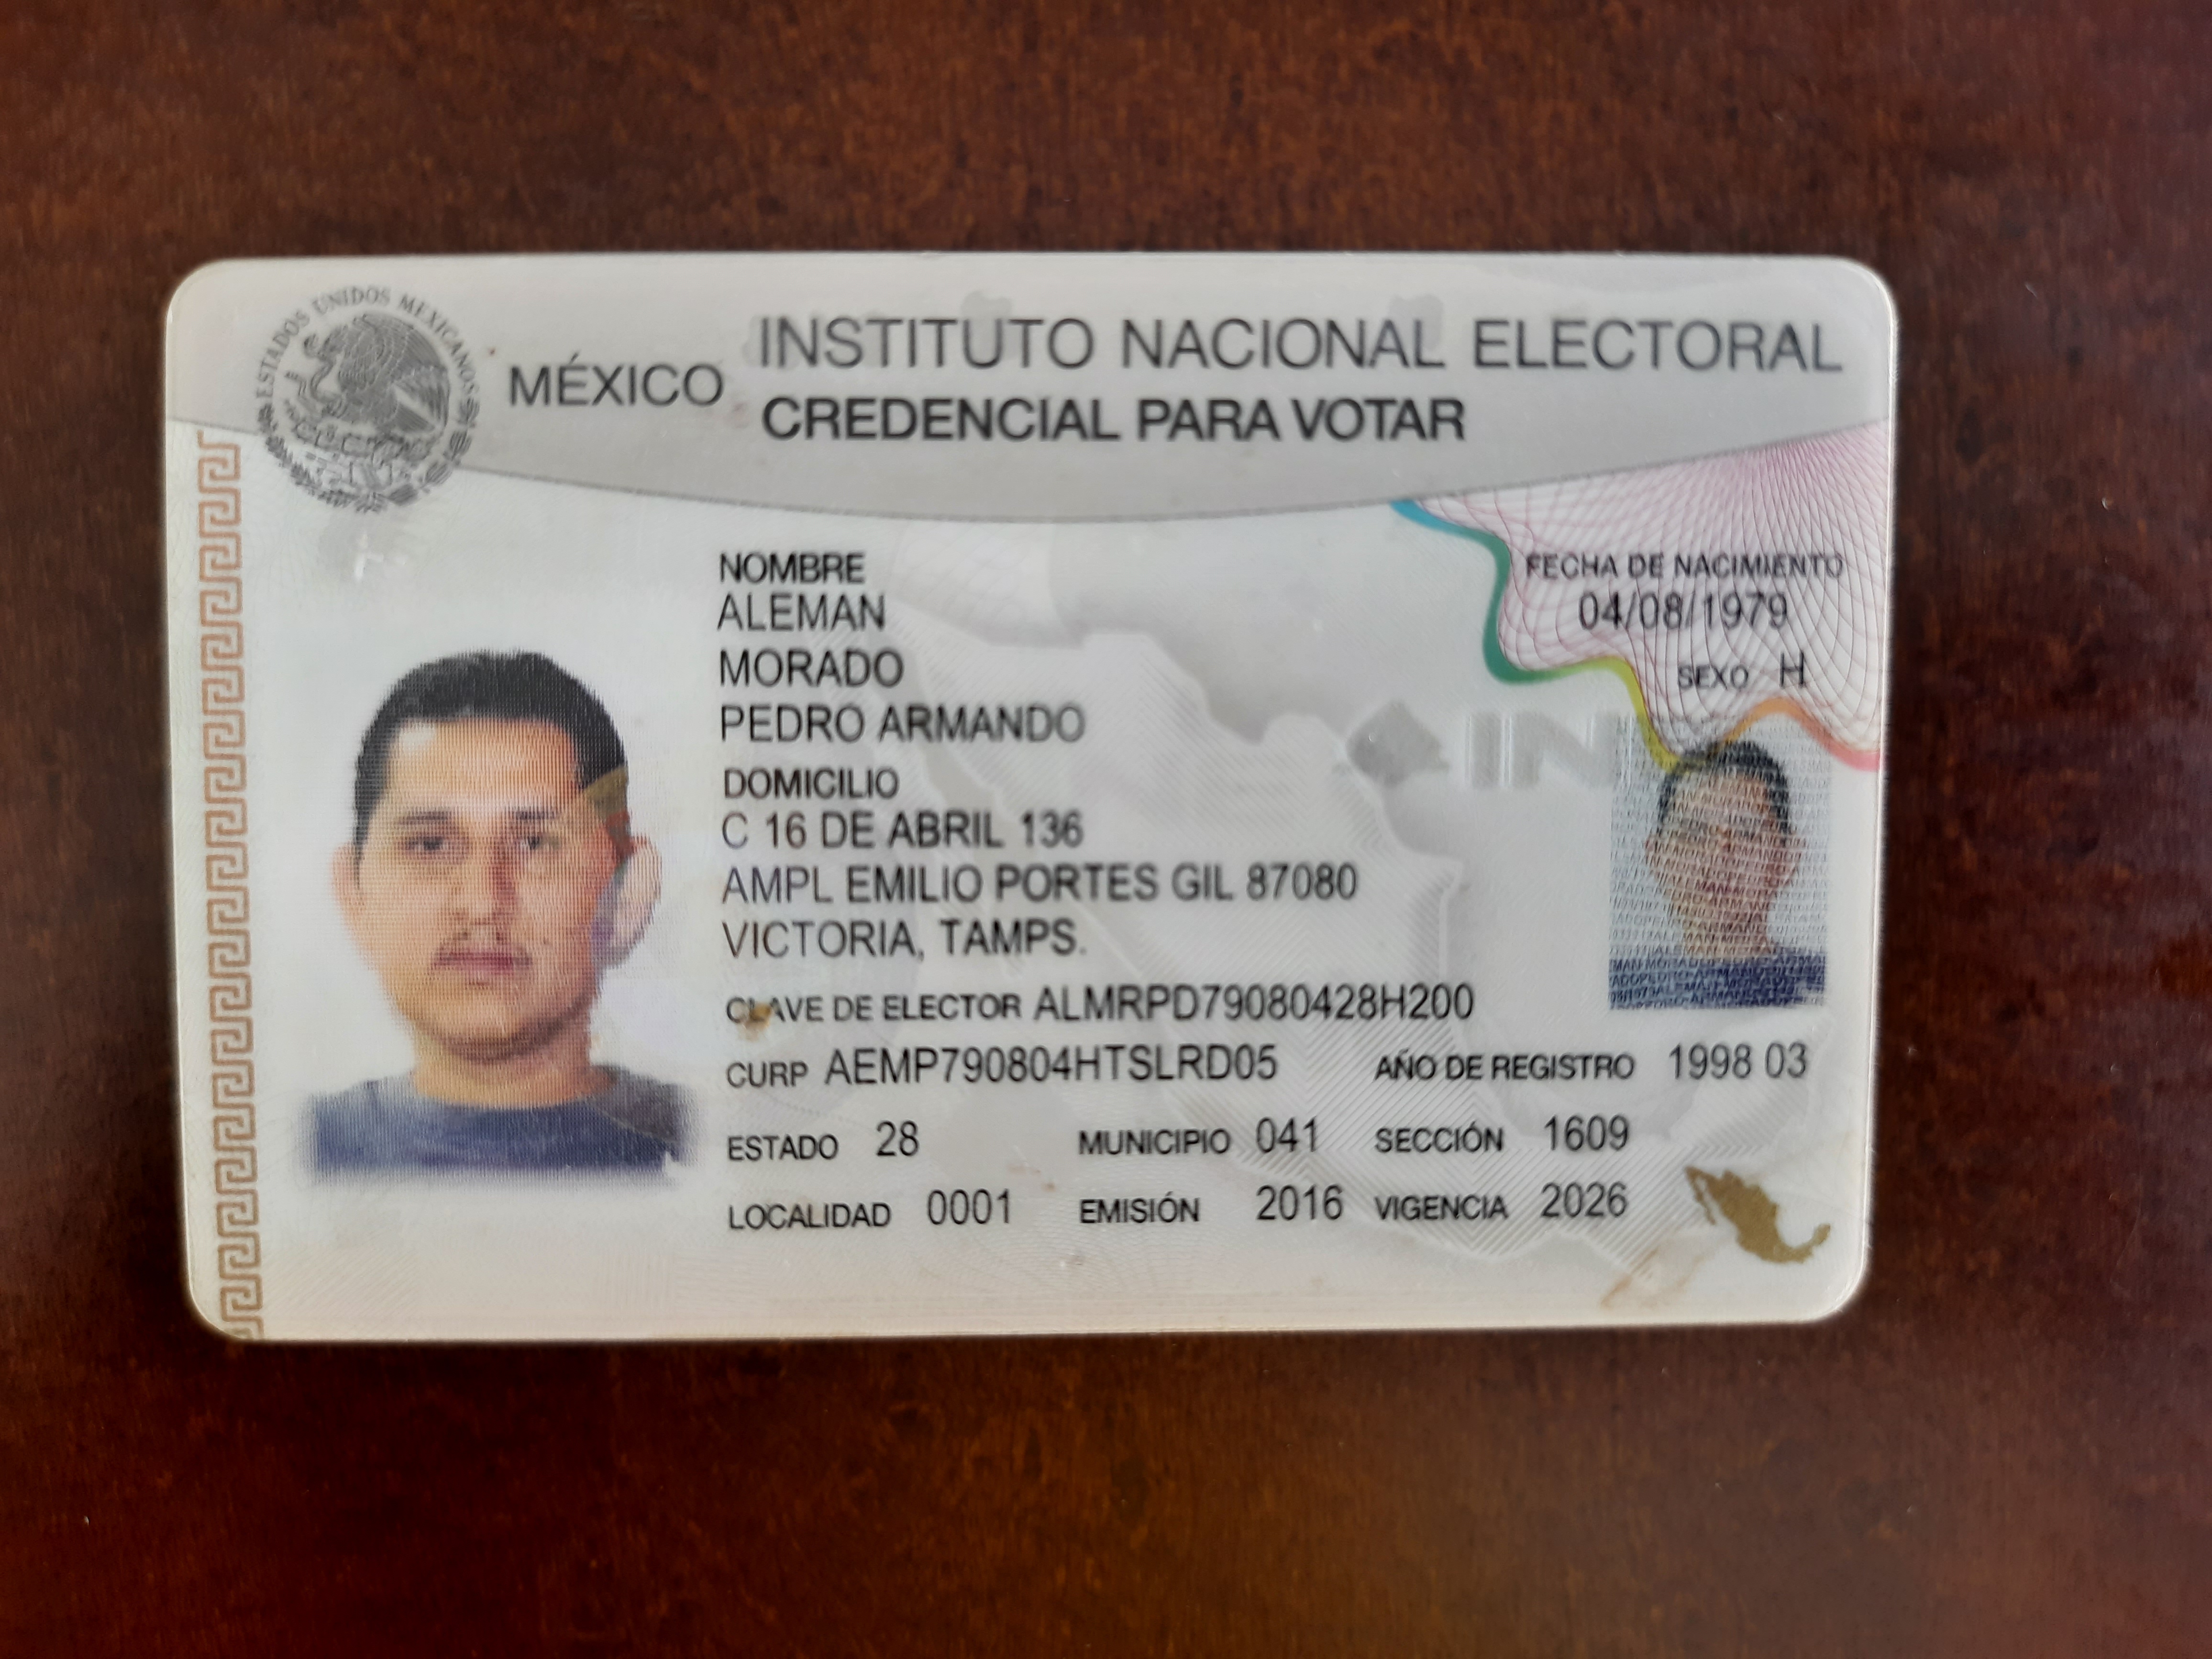 ESTADOS UNIDOS MEXICANOS
MÉXICO
INSTITUTO NACIONAL ELECTORAL
CREDENCIAL PARA VOTAR
NOMBRE
ALEMAN
MORADO
PEDRO ARMANDO
FECHA DE NACIMIENTO
04/08/1979
SEXO H
DOMICILIO
C 16 DE ABRIL 136
AMPL EMILIO PORTES GIL 87080
VICTORIA, TAMPS.
CLAVE DE ELECTOR ALMRPD79080428H200
CURP AEMP790804HTSLRD05 AÑO DE REGISTRO 1998 03
ESTADO 28 MUNICIPIO 041 SECCIÓN 1609
LOCALIDAD 0001 EMISIÓN 2016 VIGENCIA 2026